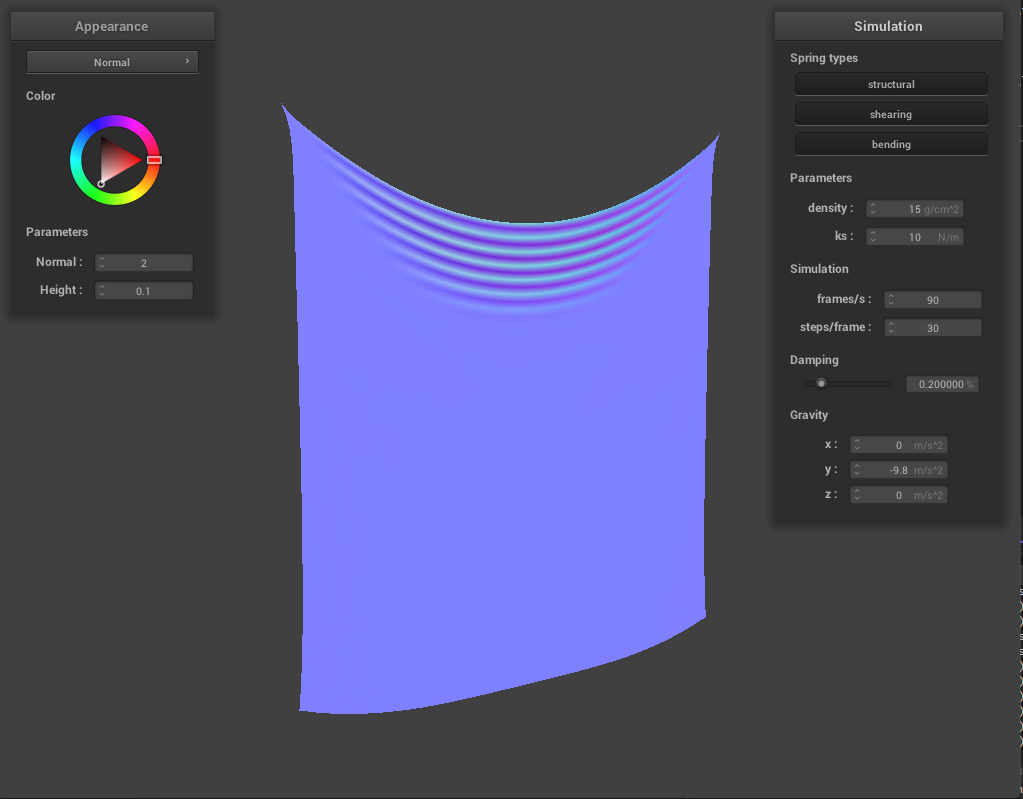 Appearance
Normal ›
Color
Parameters
Normal : 2
Height : 0.1
Simulation
Spring types
structural
shearing
bending
Parameters
density : 15 g/cm^2
ks : 10 N/m
Simulation
frames/s : 90
steps/frame : 30
Damping
0.200000 %
Gravity
x : 0 m/s^2
y : -9.8 m/s^2
z : 0 m/s^2